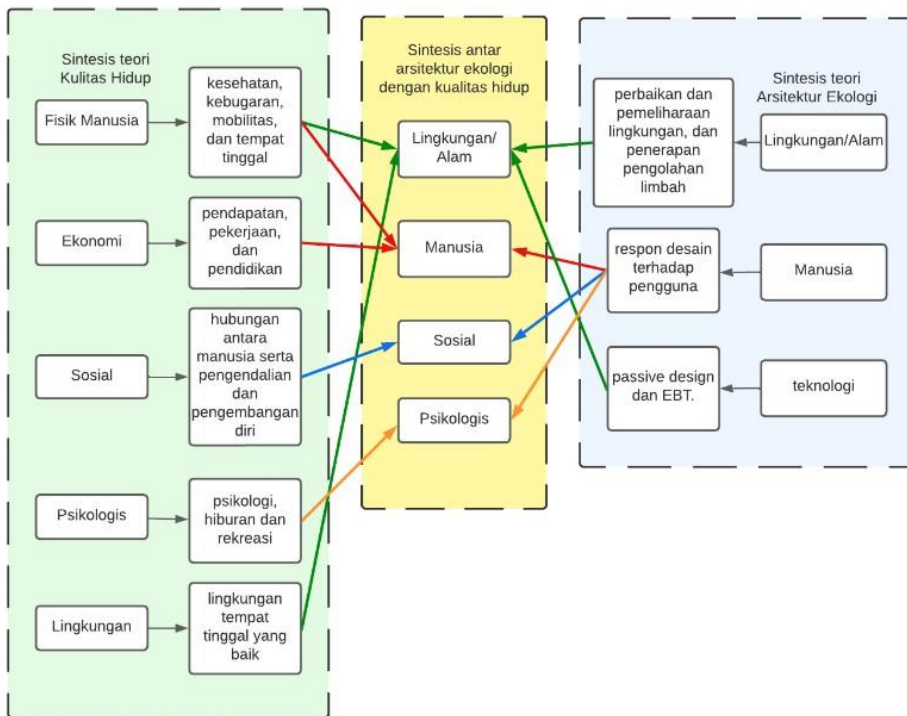 Sintesis teori
Kulitas Hidup
Fisik Manusia
kesehatan,
kebugaran,
mobilitas,
dan tempat
tinggal
Ekonomi
pendapatan,
pekerjaan,
dan
pendidikan
Sosial
hubungan
antara
manusia serta
pengendalian
dan
pengembangan
diri
Psikologis
psikologi,
hiburan dan
rekreasi
Lingkungan
lingkungan
tempat
tinggal yang
baik
Sintesis antar
arsitektur ekologi
dengan kualitas hidup
Lingkungan/
Alam
Manusia
Sosial
Psikologis
Sintesis teori
Arsitektur Ekologi
perbaikan dan
pemeliharaan
lingkungan, dan
penerapan
pengolahan
limbah
Lingkungan/Alam
respon desain
terhadap
pengguna
Manusia
passive design
dan EBT.
teknologi